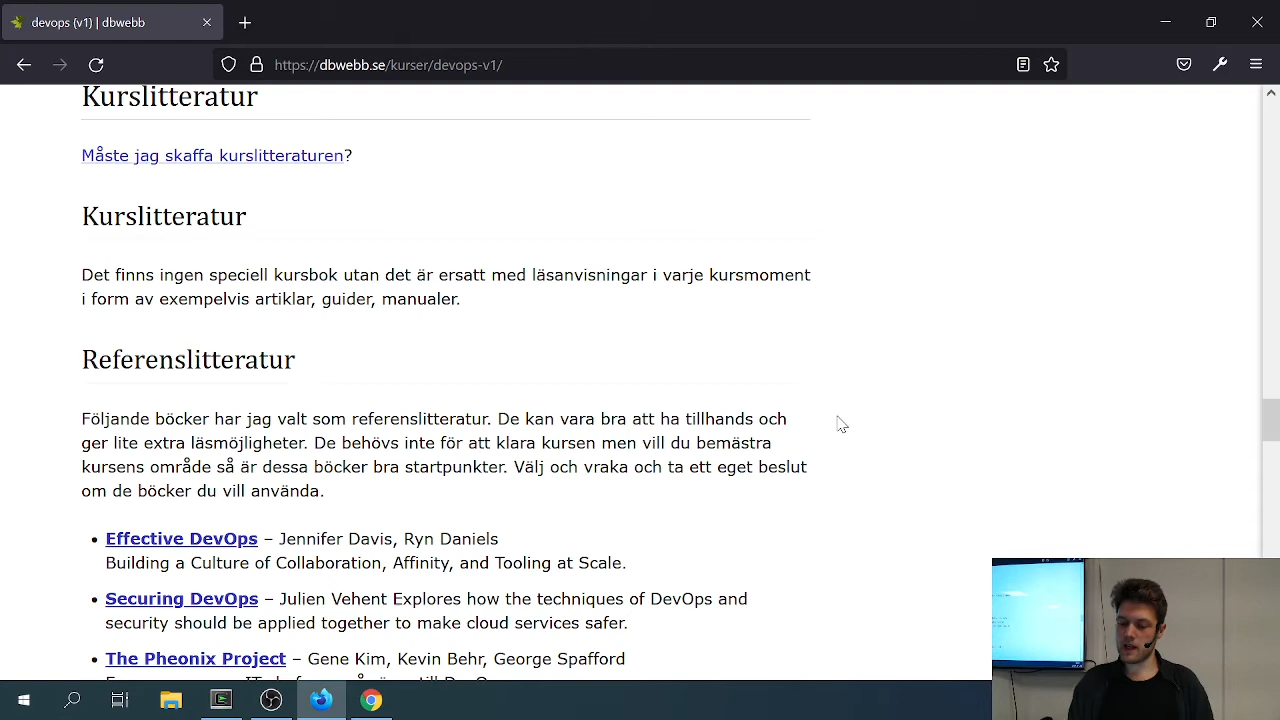 devops (v1) | dbwebb
https://dbwebb.se/kurser/devops-v1/
Kurslitteratur
Måste jag skaffa kurslitteraturen?
Kurslitteratur
Det finns ingen speciell kursbok utan det är ersatt med läsanvisningar i varje kursmoment
i form av exempelvis artiklar, guider, manualer.
Referenslitteratur
Följande böcker har jag valt som referenslitteratur. De kan vara bra att ha tillhands och
ger lite extra läsmöjligheter. De behövs inte för att klara kursen men vill du bemästra
kursens område så är dessa böcker bra startpunkter. Välj och vraka och ta ett eget beslut
om de böcker du vill använda.
Effective DevOps – Jennifer Davis, Ryn Daniels
Building a Culture of Collaboration, Affinity, and Tooling at Scale.
Securing DevOps – Julien Vehent Explores how the techniques of DevOps and
security should be applied together to make cloud services safer.
The Pheonix Project – Gene Kim, Kevin Behr, George Spafford